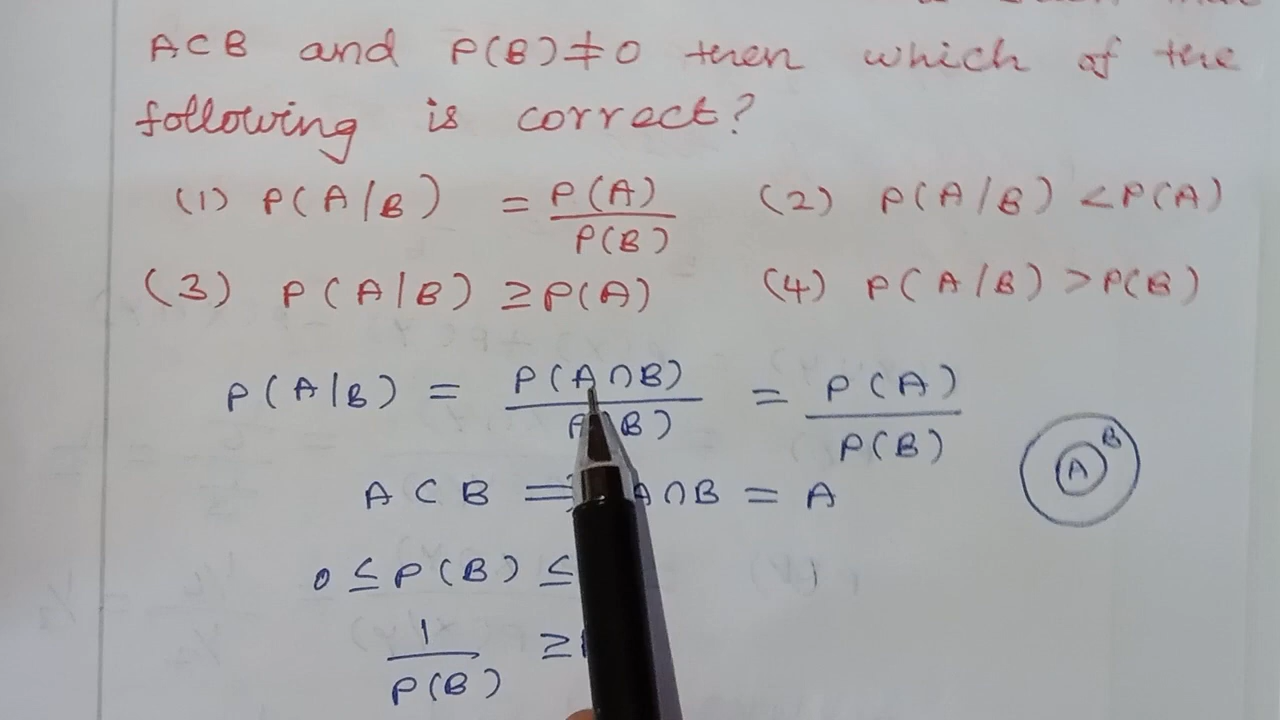 A⊂B and P(B)≠0 then which of the
following is correct?
(1) P(A/B) = P(A)/P(B) (2) P(A/B) < P(A)
(3) P(A/B) ≥ P(A) (4) P(A/B) > P(B)
P(A/B) = P(A∩B)/P(B) = P(A)/P(B)
A⊂B ⇒ A∩B = A
0 ≤ P(B) ≤
1/P(B) ≥
A B